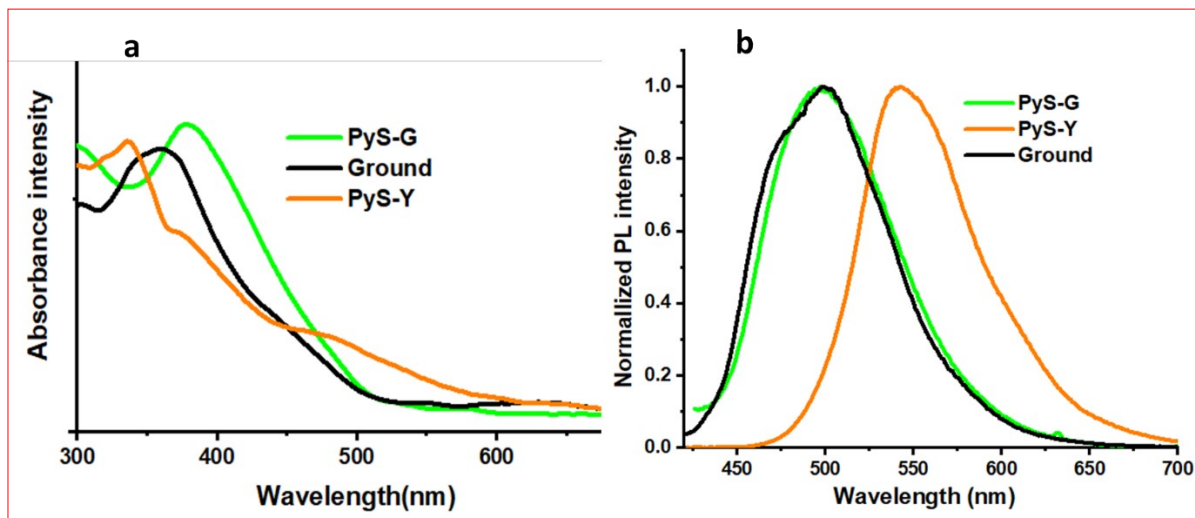 a
Absorbance intensity
PyS-G
Ground
PyS-Y
300
400
500
600
Wavelength(nm)
b
Normallized PL intensity
1.0
0.8
0.6
0.4
0.2
0.0
PyS-G
PyS-Y
Ground
450
500
550
600
650
700
Wavelength (nm)